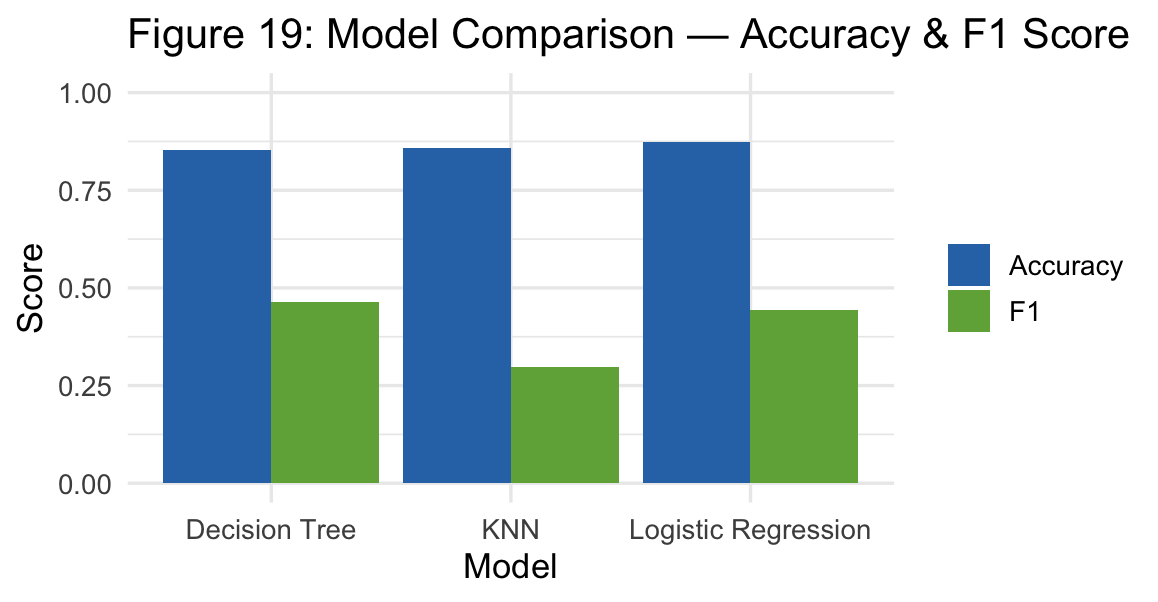 Figure 19: Model Comparison — Accuracy & F1 Score
1.00
0.75
0.50
0.25
0.00
Score
Decision Tree
KNN
Logistic Regression
Model
Accuracy
F1